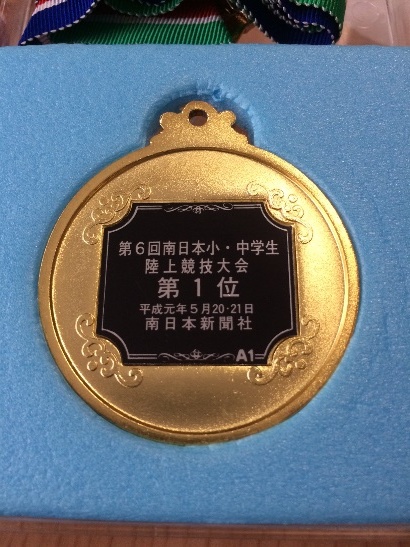 第6回南日本小・中学生
陸上競技大会
第1位
平成元年5月20・21日
南日本新聞社
A1